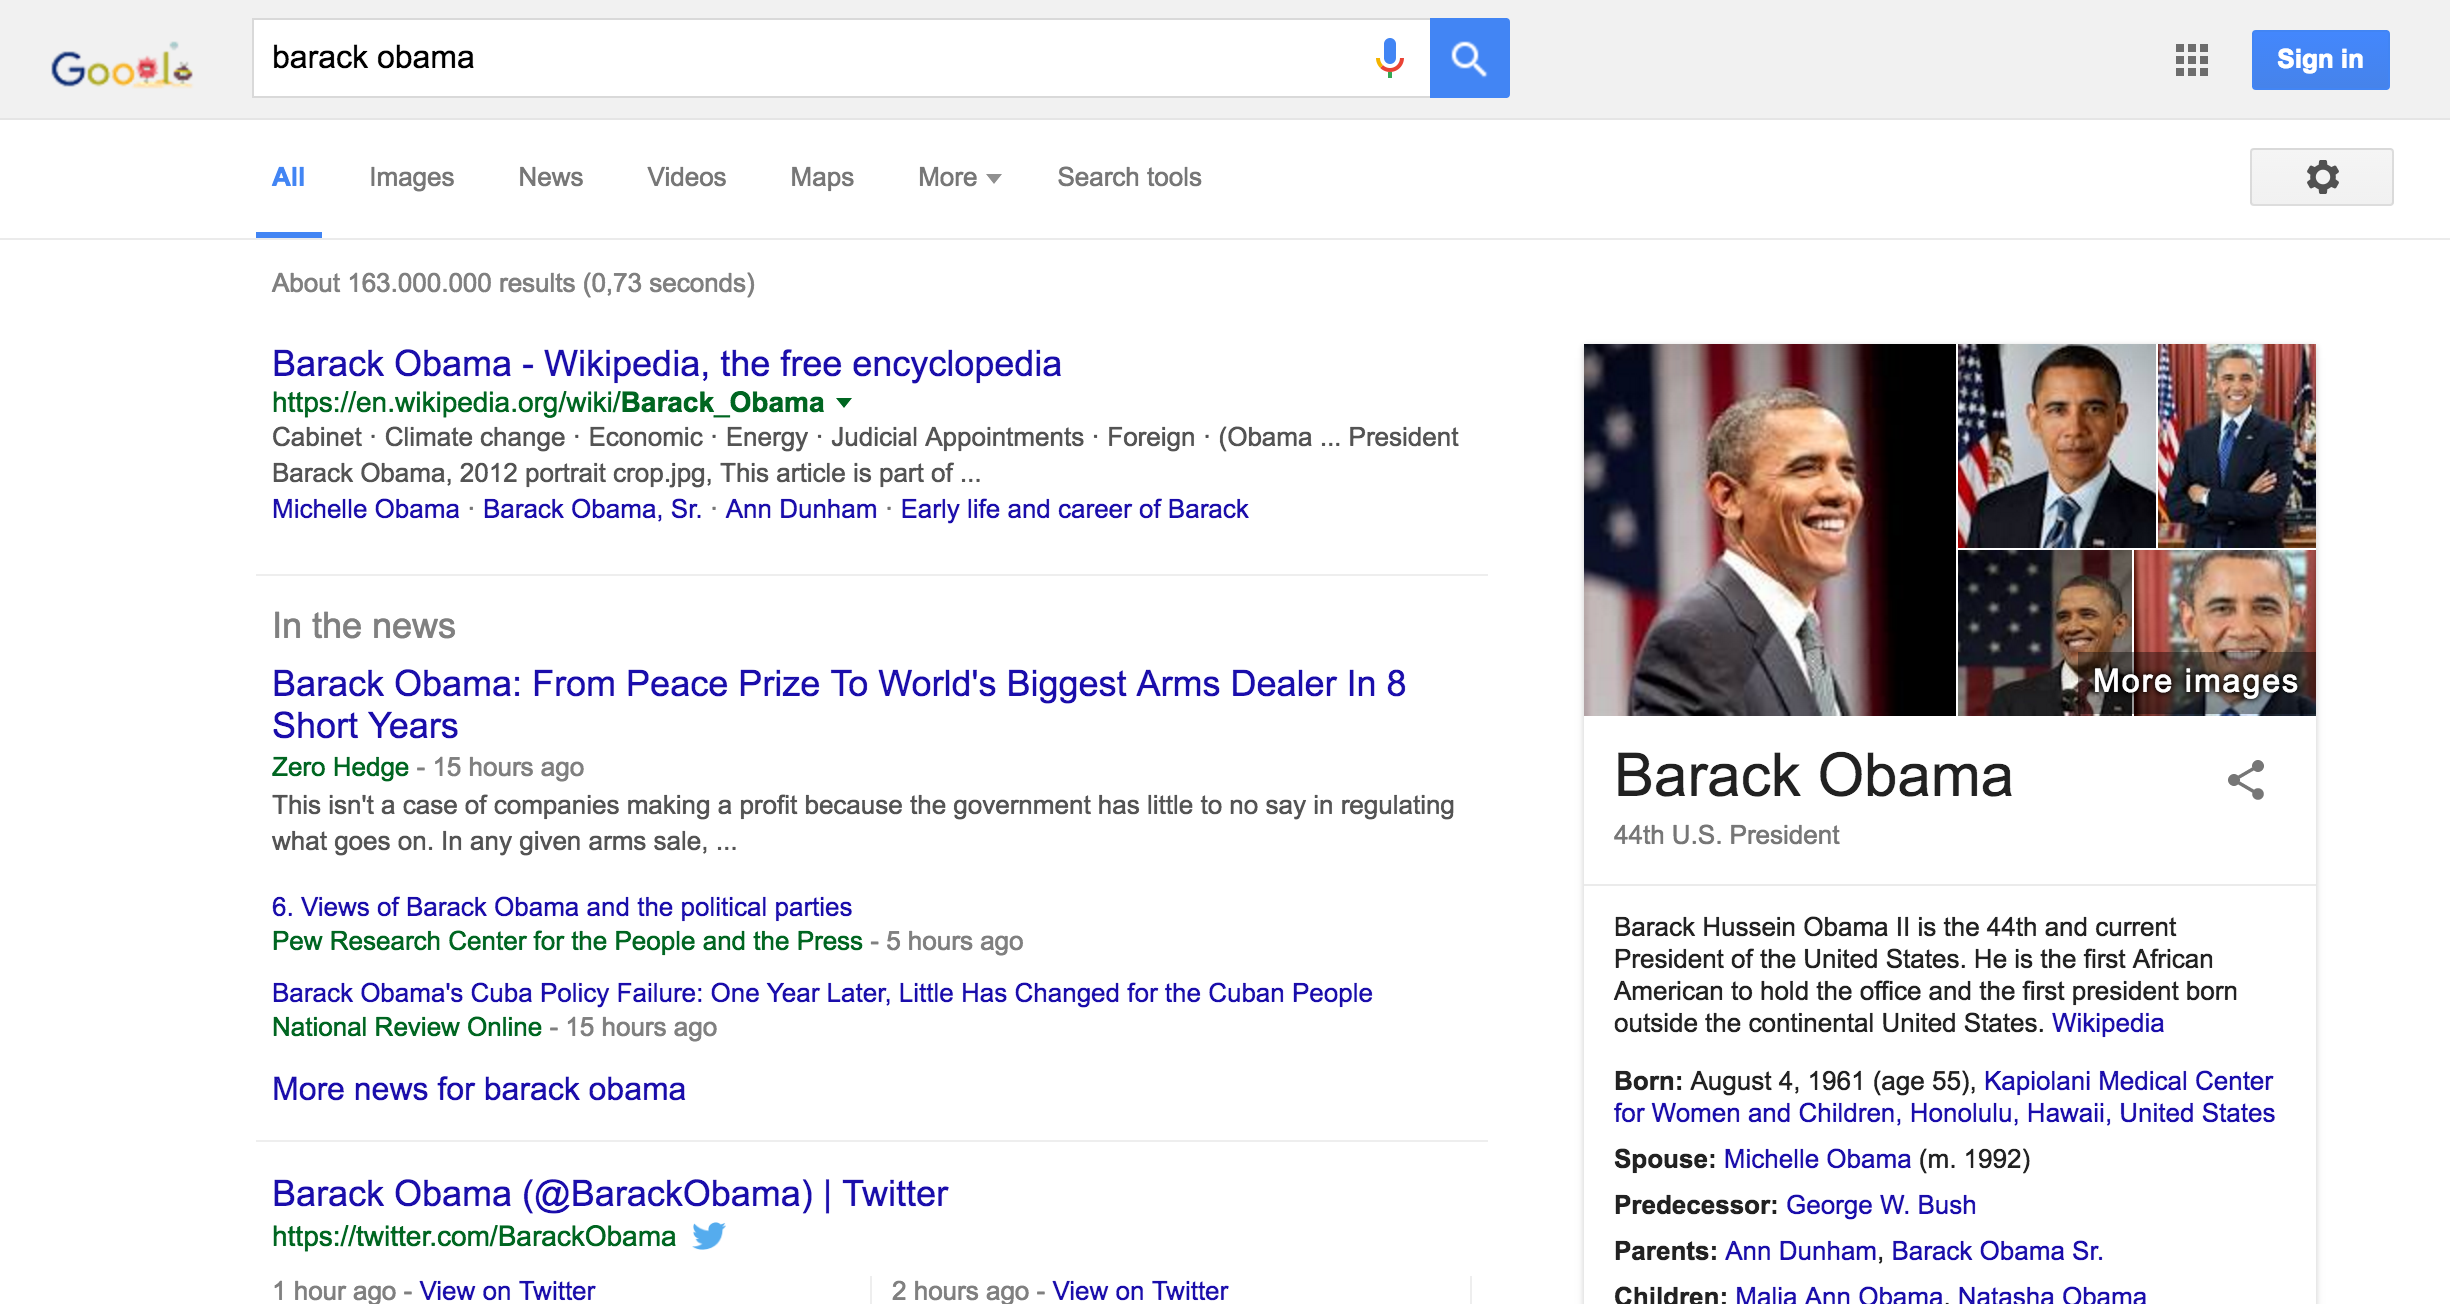 Google
barack obama
Sign in
All Images News Videos Maps More Search tools
About 163.000.000 results (0,73 seconds)
Barack Obama - Wikipedia, the free encyclopedia
https://en.wikipedia.org/wiki/Barack_Obama
Cabinet · Climate change · Economic · Energy · Judicial Appointments · Foreign · (Obama ... President
Barack Obama, 2012 portrait crop.jpg, This article is part of ...
Michelle Obama · Barack Obama, Sr. · Ann Dunham · Early life and career of Barack
In the news
Barack Obama: From Peace Prize To World's Biggest Arms Dealer In 8
Short Years
Zero Hedge - 15 hours ago
This isn't a case of companies making a profit because the government has little to no say in regulating
what goes on. In any given arms sale, ...
6. Views of Barack Obama and the political parties
Pew Research Center for the People and the Press - 5 hours ago
Barack Obama's Cuba Policy Failure: One Year Later, Little Has Changed for the Cuban People
National Review Online - 15 hours ago
More news for barack obama
Barack Obama (@BarackObama) | Twitter
https://twitter.com/BarackObama
1 hour ago - View on Twitter
2 hours ago - View on Twitter
More images
Barack Obama
44th U.S. President
Barack Hussein Obama II is the 44th and current
President of the United States. He is the first African
American to hold the office and the first president born
outside the continental United States. Wikipedia
Born: August 4, 1961 (age 55), Kapiolani Medical Center
for Women and Children, Honolulu, Hawaii, United States
Spouse: Michelle Obama (m. 1992)
Predecessor: George W. Bush
Parents: Ann Dunham, Barack Obama Sr.
Children: Malia Ann Obama, Natasha Obama